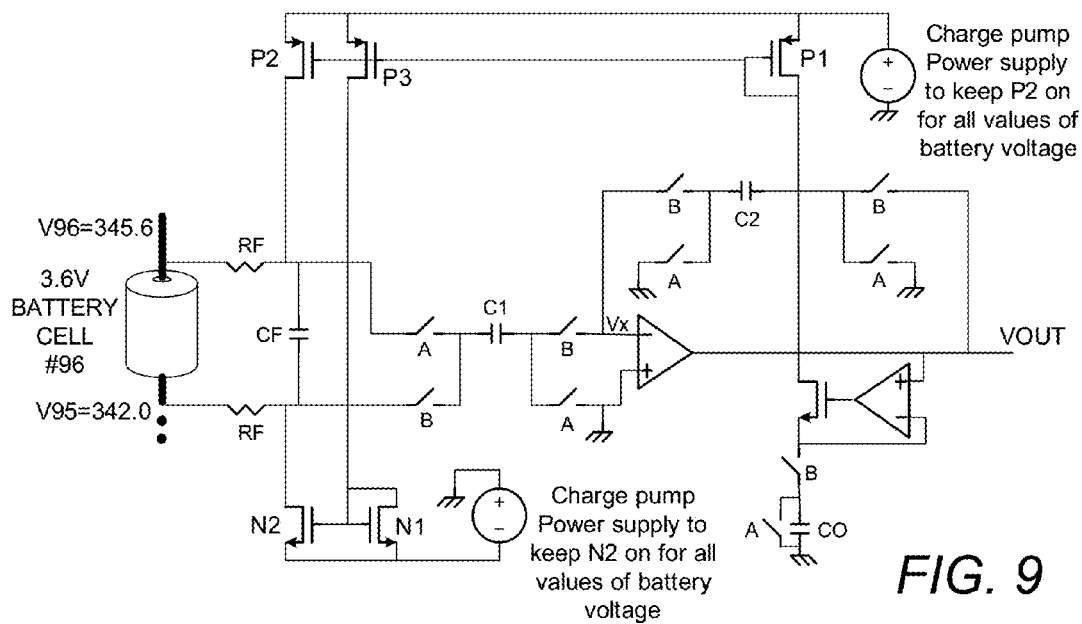 P2
P3
P1
Charge pump
Power supply
to keep P2 on
for all values of
battery voltage
+
−
V96=345.6
RF
3.6V
BATTERY
CELL
#96
CF
V95=342.0
RF
A
B
C1
B
A
Vx
−
+
B
A
C2
B
A
VOUT
+
−
B
A
CO
N2
N1
+
−
Charge pump
Power supply to
keep N2 on for all
values of battery
voltage
FIG. 9